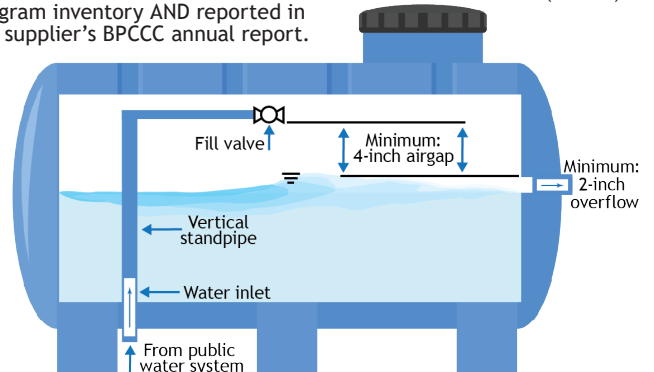 gram inventory AND reported in
supplier's BPCCC annual report.
Fill valve
Minimum:
4-inch airgap
Minimum:
2-inch
overflow
Vertical
standpipe
Water inlet
From public
water system